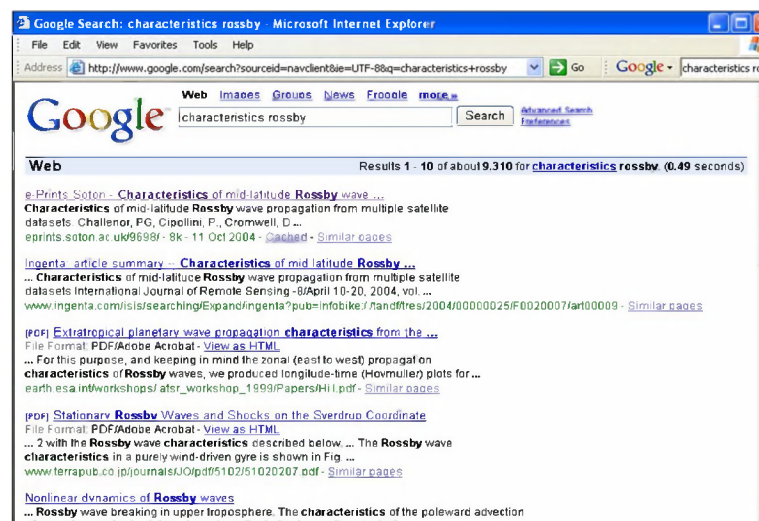 Google Search: characteristics rossby - Microsoft Internet Explorer
File Edit View Favorites Tools Help
Address http://www.google.com/search?sourceid=navclient&ie=UTF-8&q=characteristics+rossby Go Google characteristics ro
Web Images Groups News Froogle more »
Google characteristics rossby Search Advanced Search
Preferences
Web Results 1 - 10 of about 9.310 for characteristics rossby. (0.49 seconds)
e-Prints Soton - Characteristics of mid-latitude Rossby wave ...
Characteristics of mid-latitude Rossby wave propagation from multiple satellite
datasets. Challenor, PG, Cipollini, P., Cromwell, D ...
eprints.soton.ac.uk/9698/ - 8k - 11 Oct 2004 - Cached - Similar pages
Ingenta: article summary -- Characteristics of mid latitude Rossby ...
... Characteristics of mid-latitude Rossby wave propagation from multiple satellite
datasets International Journal of Remote Sensing - 8/April 10-20, 2004, vol. ...
www.ingenta.com/isis/searching/Expand/ingenta?pub=infobike://tandf/tres/2004/00000025/F0020007/art00009 - Similar pages
[PDF] Extratropical planetary wave propagation characteristics from the ...
File Format: PDF/Adobe Acrobat - View as HTML
... For this purpose, and keeping in mind the zonal (east to west) propagation
characteristics of Rossby waves, we produced longitude-time (Hovmuller) plots for ...
earth.esa.int/workshops/ atsr_workshop_1999/Papers/Hill.pdf - Similar pages
[PDF] Stationary Rossby Waves and Shocks on the Sverdrup Coordinate
File Format: PDF/Adobe Acrobat - View as HTML
... 2 with the Rossby wave characteristics described below. ... The Rossby wave
characteristics in a purely wind-driven gyre is shown in Fig. ...
www.terrapub.co.jp/journals/JO/pdf/5102/51020207.pdf - Similar pages
Nonlinear dynamics of Rossby waves
... Rossby wave breaking in upper troposphere. The characteristics of the poleward advection